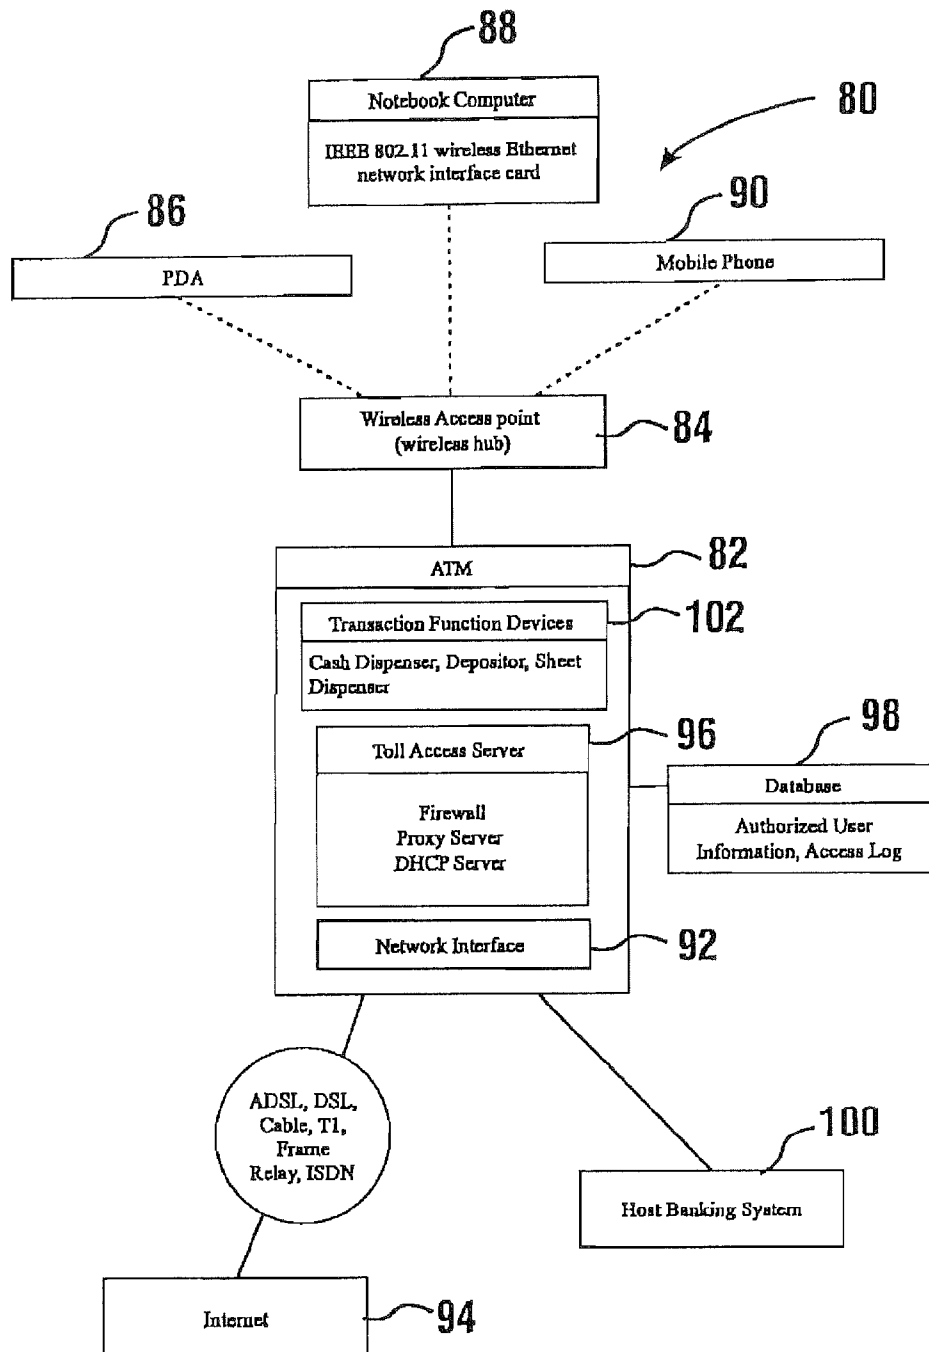 88
Notebook Computer
80
IEEE 802.11 wireless Ethernet
network interface card
86
90
PDA
Mobile Phone
Wireless Access point
(wireless hub)
84
82
ATM
102
Transaction Function Devices
Cash Dispenser, Depositor, Sheet
Dispenser
96
98
Toll Access Server
Database
Firewall
Proxy Server
DHCP Server
Authorized User
Information, Access Log
Network Interface
92
ADSL, DSL,
Cable, T1,
Frame
Relay, ISDN
100
Host Banking System
Internet
94